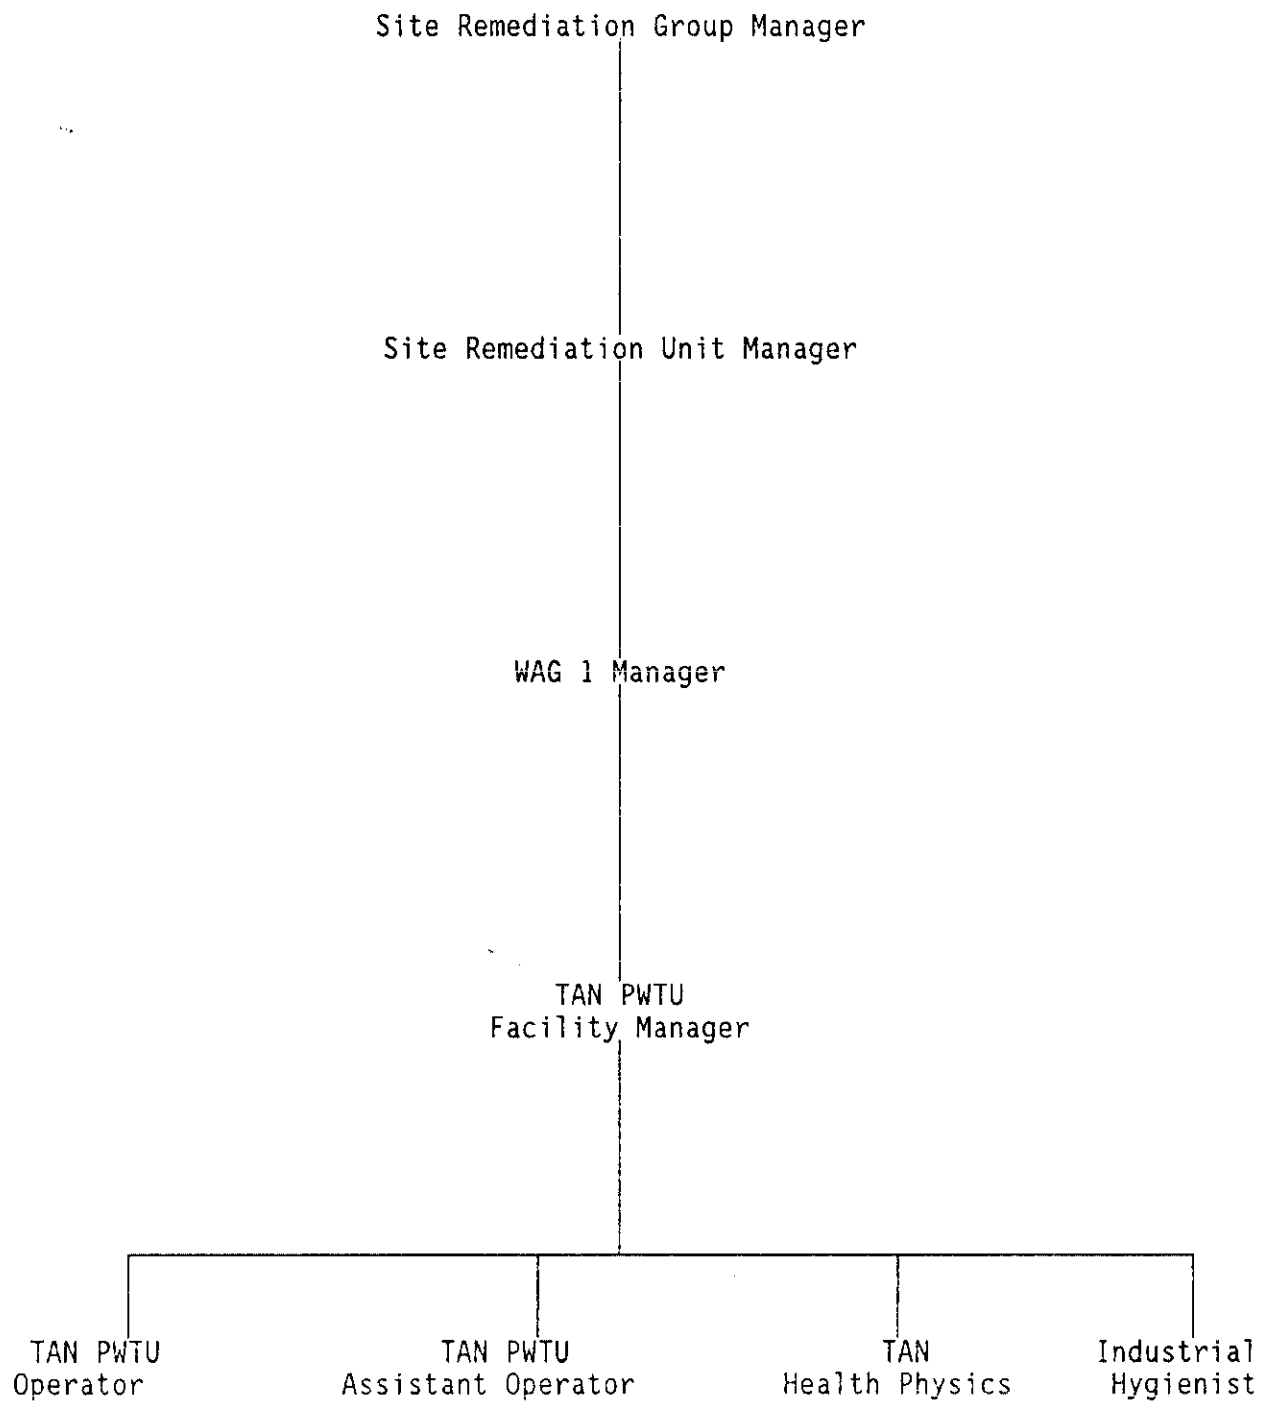 Site Remediation Group Manager
Site Remediation Unit Manager
WAG 1 Manager
TAN PWTU
Facility Manager
TAN PWTU
Operator
TAN PWTU
Assistant Operator
TAN
Health Physics
Industrial
Hygienist